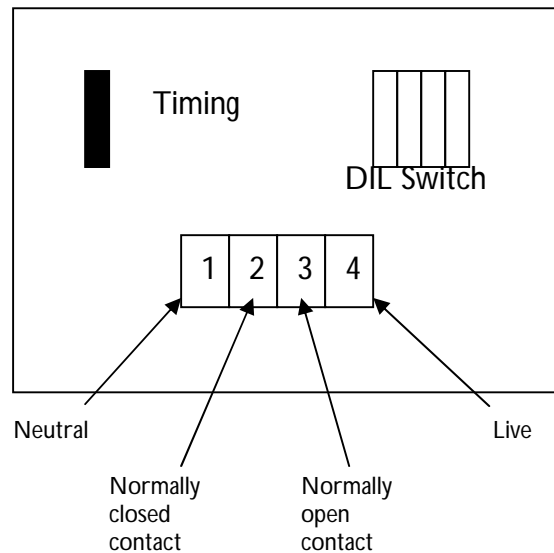 Timing
DIL Switch
1 2 3 4
Neutral
Live
Normally
closed
contact
Normally
open
contact